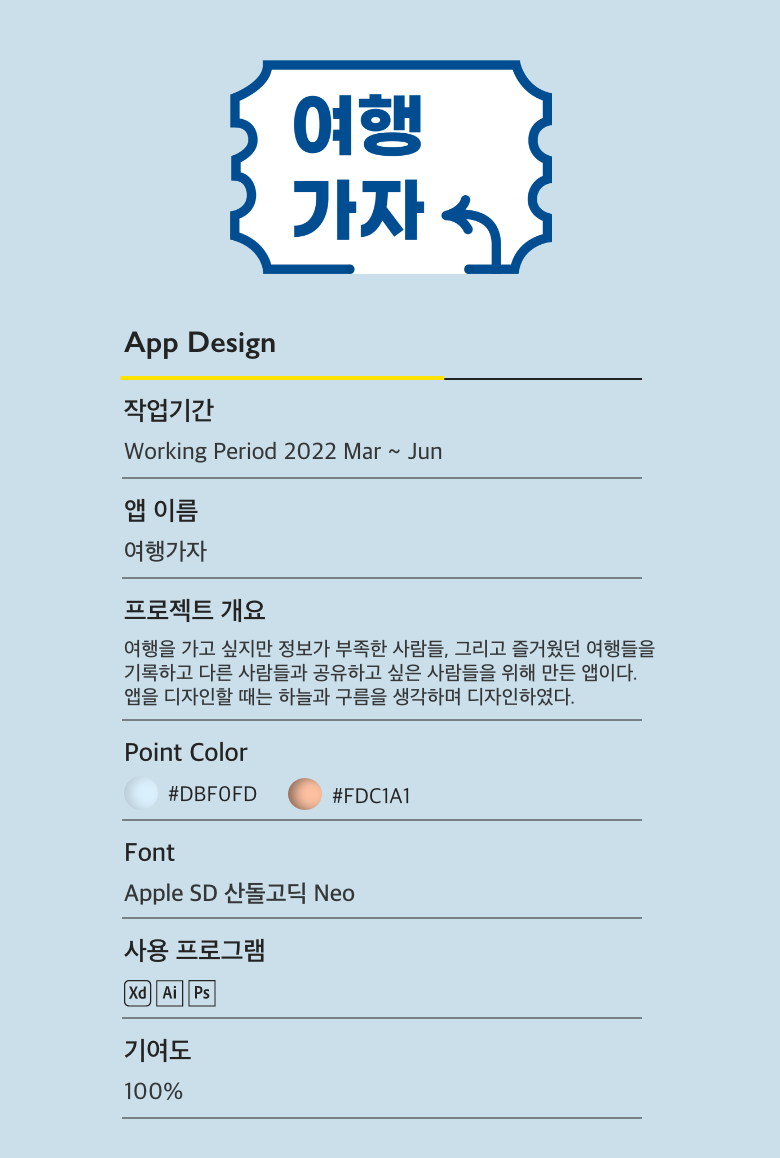 여행
가자
App Design
작업기간
Working Period 2022 Mar ~ Jun
앱 이름
여행가자
프로젝트 개요
여행을 가고 싶지만 정보가 부족한 사람들, 그리고 즐거웠던 여행들을
기록하고 다른 사람들과 공유하고 싶은 사람들을 위해 만든 앱이다.
앱을 디자인할 때는 하늘과 구름을 생각하며 디자인하였다.
Point Color
#DBF0FD #FDC1A1
Font
Apple SD 산돌고딕 Neo
사용 프로그램
Xd Ai Ps
기여도
100%